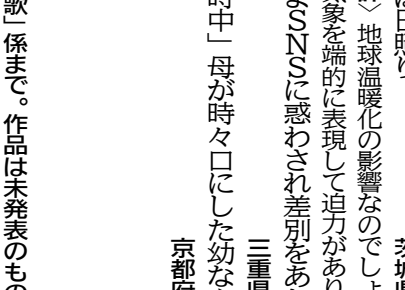 は日照り
茨城県
〉地球温暖化の影響なのでしょ
象を端的に表現して迫力があり
SNSに惑わされ差別をあ
三重県
時中」母が時々口にした幼な
京都府
歌」係まで。作品は未発表のもの